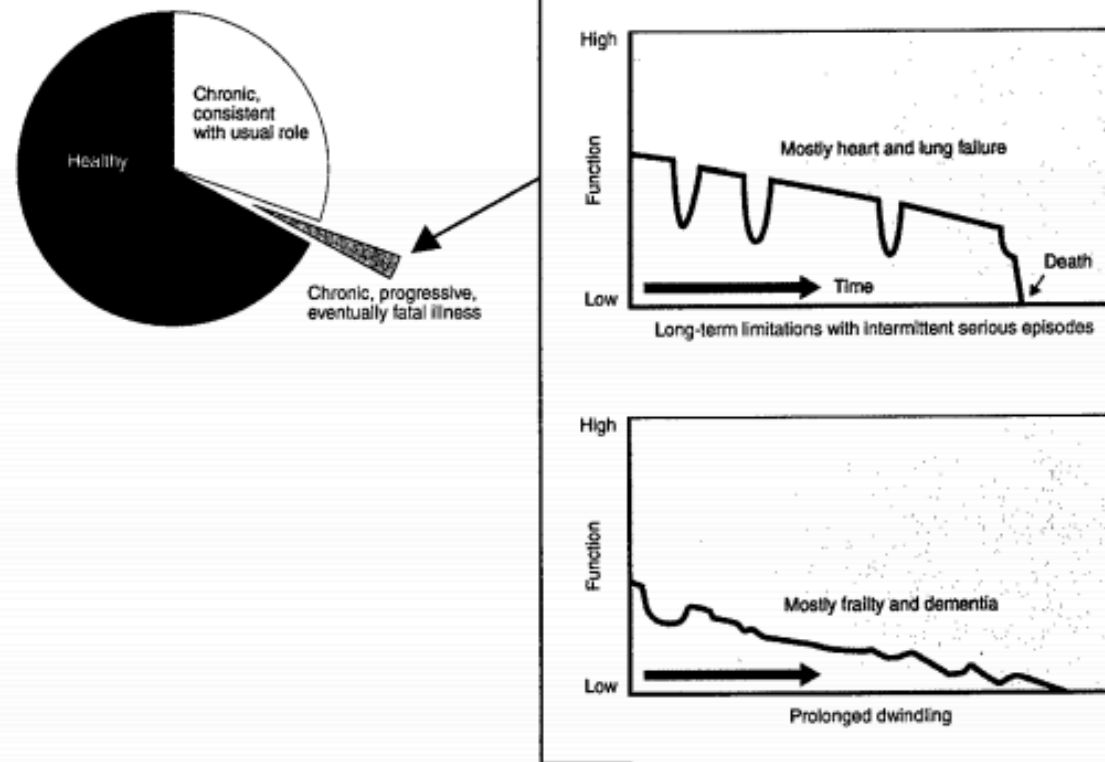 Healthy
Chronic,
consistent
with usual role
Chronic, progressive,
eventually fatal illness
High
Function
Mostly heart and lung failure
Death
Time
Low
Long-term limitations with intermittent serious episodes
High
Function
Mostly frailty and dementia
Low
Prolonged dwindling